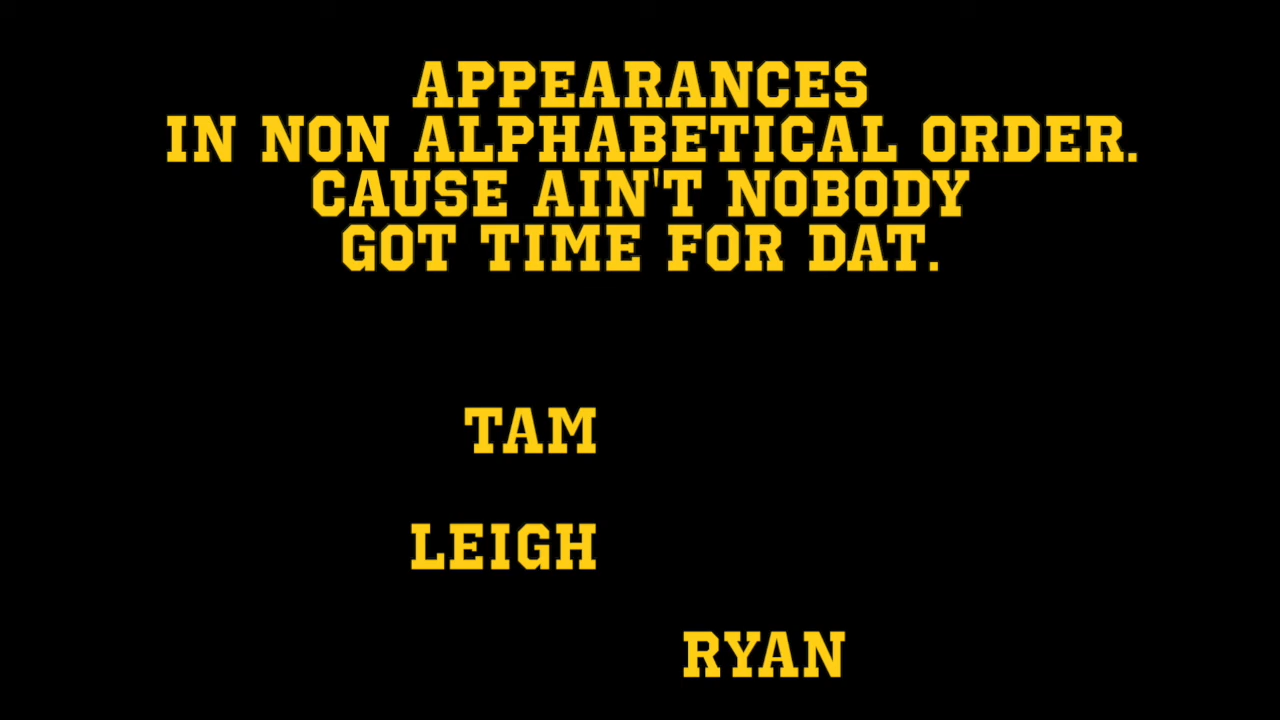 APPEARANCES
IN NON ALPHABETICAL ORDER.
CAUSE AIN'T NOBODY
GOT TIME FOR DAT.
TAM
LEIGH
RYAN